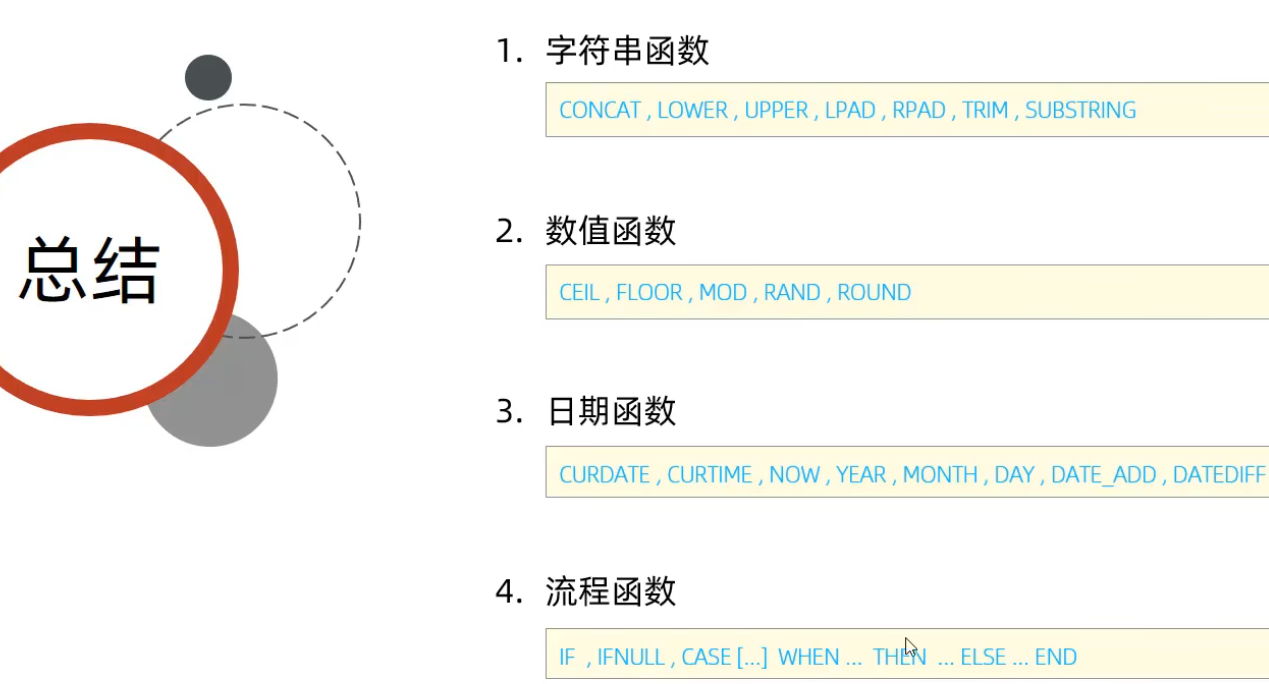 总结
1. 字符串函数
CONCAT , LOWER , UPPER , LPAD , RPAD , TRIM , SUBSTRING
2. 数值函数
CEIL , FLOOR , MOD , RAND , ROUND
3. 日期函数
CURDATE , CURTIME , NOW , YEAR , MONTH , DAY , DATE_ADD , DATEDIFF
4. 流程函数
IF , IFNULL , CASE [...] WHEN ... THEN ... ELSE ... END